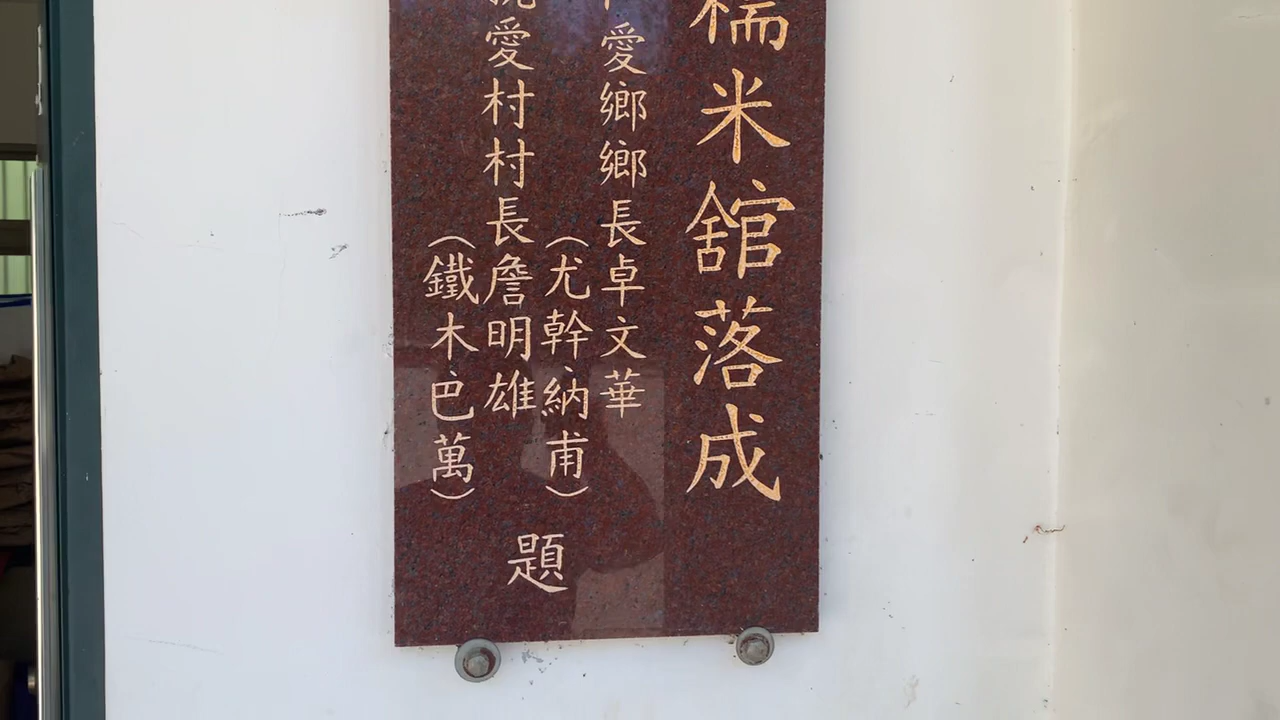 糯米館落成
愛鄉鄉長卓文華
（尤幹納甫）
愛村村長詹明雄
（鐵木巴萬）
題